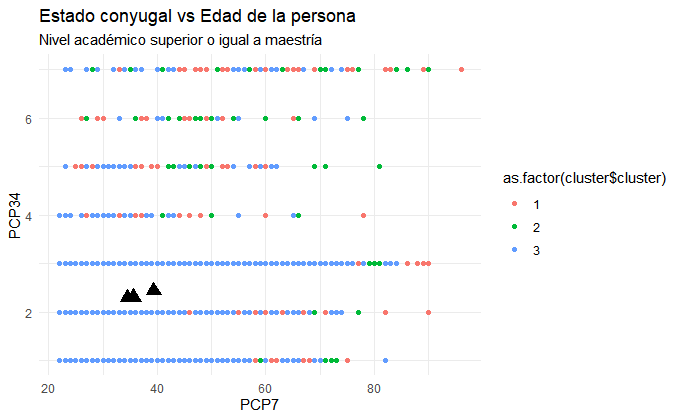 Estado conyugal vs Edad de la persona
Nivel académico superior o igual a maestría
6
4
2
PCP34
20 40 60 80
PCP7
as.factor(cluster$cluster)
1
2
3